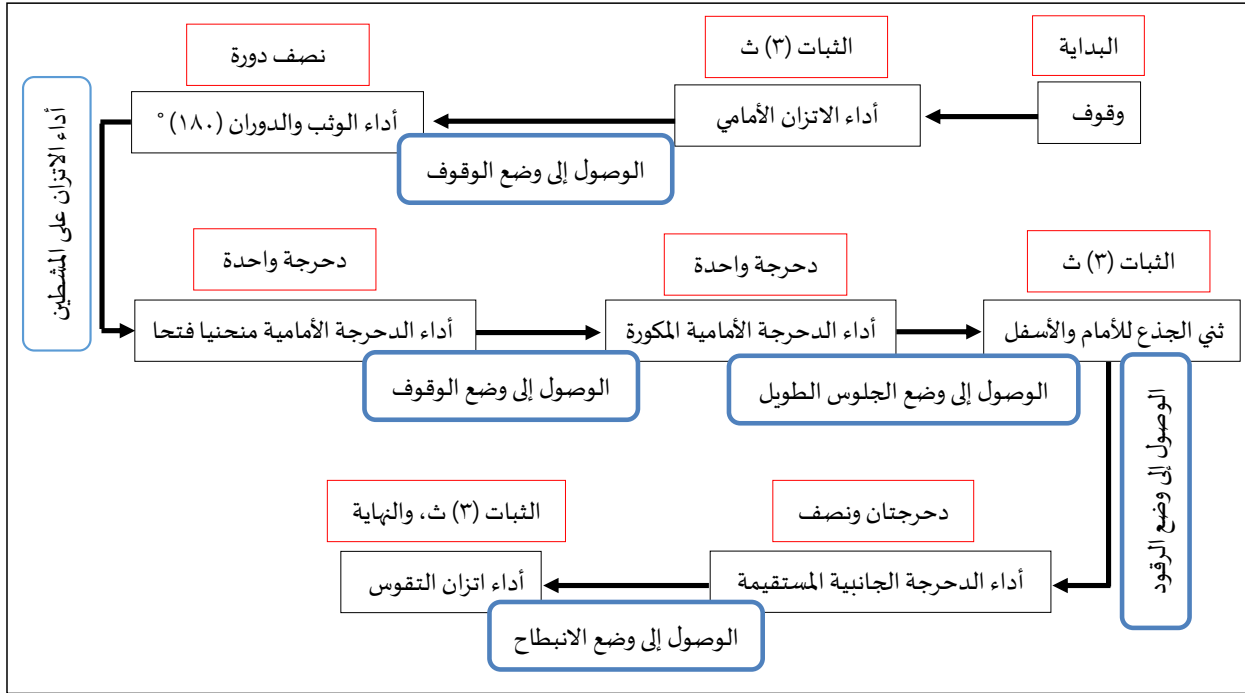 البداية
الثبات (٣) ث
نصف دورة
وقوف
أداء الاتزان الأمامي
أداء الوثب والدوران (١٨٠) °
الوصول إلى وضع الوقوف
أداء الاتزان على المشطين
الثبات (٣) ث
دحرجة واحدة
دحرجة واحدة
ثني الجذع للأمام والأسفل
أداء الدحرجة الأمامية المكورة
أداء الدحرجة الأمامية منحنيا فتحا
الوصول إلى وضع الجلوس الطويل
الوصول إلى وضع الوقوف
الوصول إلى وضع الرقود
دحرجتان ونصف
الثبات (٣) ث، والنهاية
أداء الدحرجة الجانبية المستقيمة
أداء اتزان التقوس
الوصول إلى وضع الانبطاح